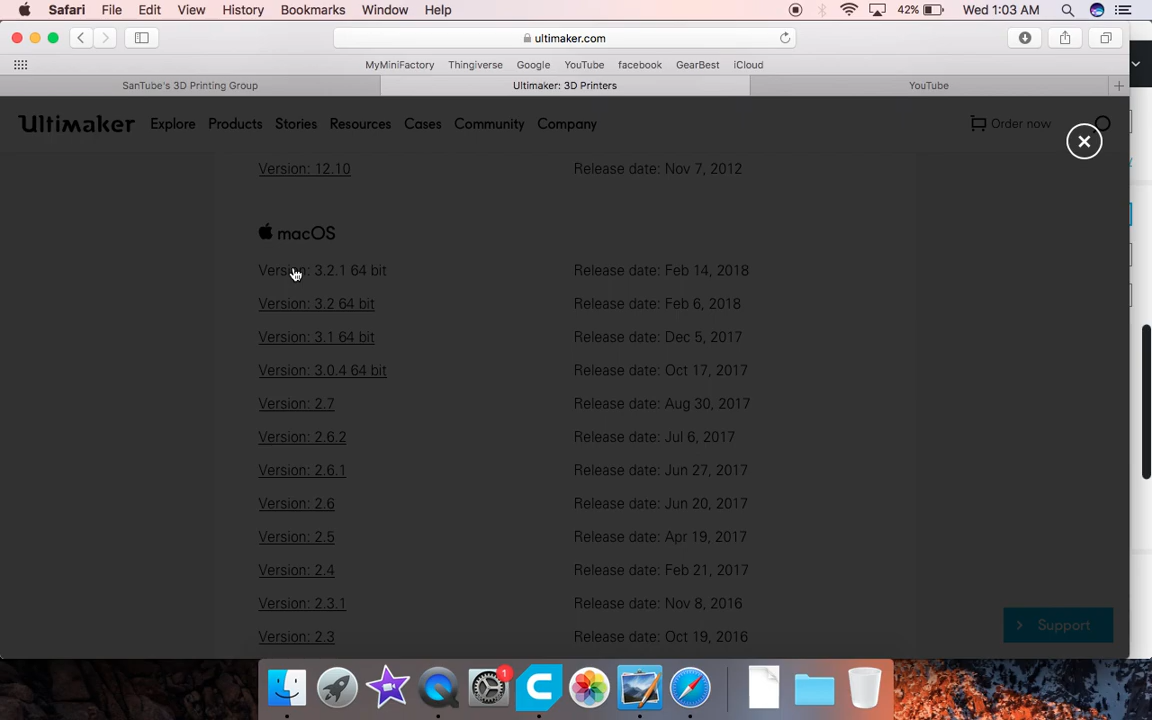 Safari File Edit View History Bookmarks Window Help 42% Wed 1:03 AM
ultimaker.com
MyMiniFactory Thingiverse Google YouTube facebook GearBest iCloud
SanTube's 3D Printing Group Ultimaker: 3D Printers YouTube
Ultimaker Explore Products Stories Resources Cases Community Company Order now
Version: 12.10 Release date: Nov 7, 2012
macOS
Version: 3.2.1 64 bit Release date: Feb 14, 2018
Version: 3.2 64 bit Release date: Feb 6, 2018
Version: 3.1 64 bit Release date: Dec 5, 2017
Version: 3.0.4 64 bit Release date: Oct 17, 2017
Version: 2.7 Release date: Aug 30, 2017
Version: 2.6.2 Release date: Jul 6, 2017
Version: 2.6.1 Release date: Jun 27, 2017
Version: 2.6 Release date: Jun 20, 2017
Version: 2.5 Release date: Apr 19, 2017
Version: 2.4 Release date: Feb 21, 2017
Version: 2.3.1 Release date: Nov 8, 2016
Version: 2.3 Release date: Oct 19, 2016
Support
1